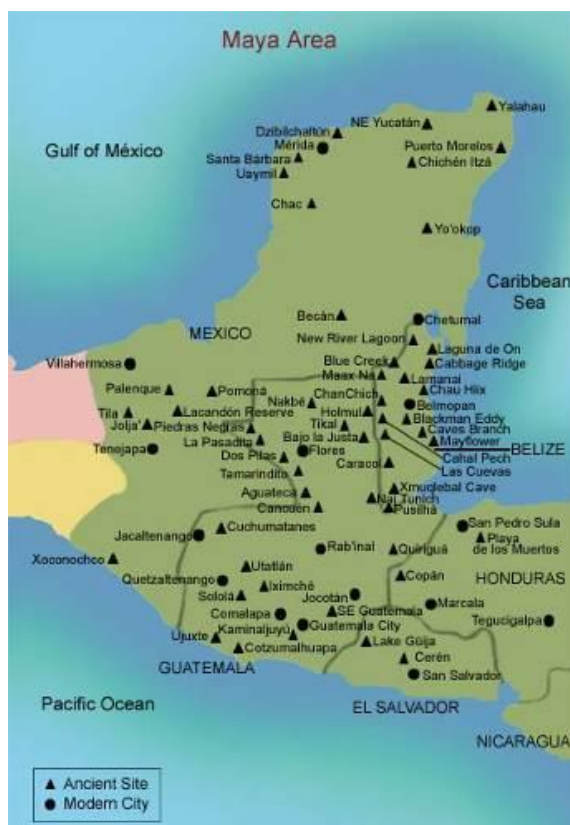 Maya Area
Yalahau
NE Yucatán
Dzibilchaltún
Mérida
Gulf of México
Puerto Morelos
Santa Bárbara
Chichén Itzá
Uaymil
Chac
Yo'okop
Caribbean
Sea
Becán
Chetumal
MEXICO
New River Lagoon
Laguna de On
Villahermosa
Blue Creek
Cabbage Ridge
Maax Na
Lamanai
Palenque
Pomoná
ChanChich
Chau Hiix
Nakbé
Belmopan
Tila
Lacandón Reserve
Holmul
Blackman Eddy
Jolja'
Piedras Negras
Tikal
Caves Branch
La Pasadita
Bajo la Justa
Mayflower
Tenojapa
Flores
BELIZE
Dos Pilas
Cahal Pech
Tamarindito
Caracol
Las Cuevas
Aguateca
Xmuqlebal Cave
Naj Tunich
Cancuén
Pusilhá
Cuchumatanes
San Pedro Sula
Jacaltenango
Playa
de los Muertos
Rab'inal
Quiriguá
Xoconochco
Utatlán
Copán
HONDURAS
Quetzaltenango
Iximché
Sololá
Jocotán
Marcala
Comalapa
SE Guatemala
Tegucigalpa
Guatemala City
Ujuxte
Kaminaljuyú
Lake Güija
Cotzumalhuapa
Cerén
GUATEMALA
San Salvador
Pacific Ocean
EL SALVADOR
NICARAGUA
Ancient Site
Modern City